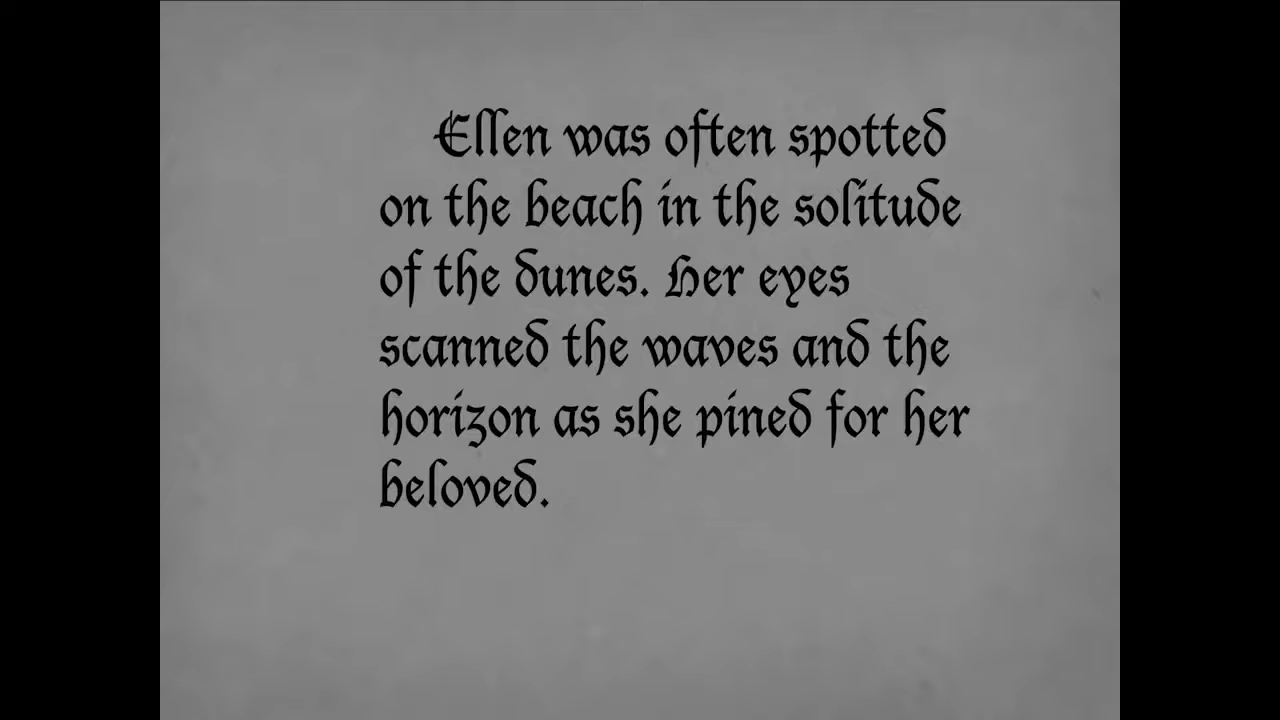 Ellen was often spotted
on the beach in the solitude
of the dunes. Her eyes
scanned the waves and the
horizon as she pined for her
beloved.